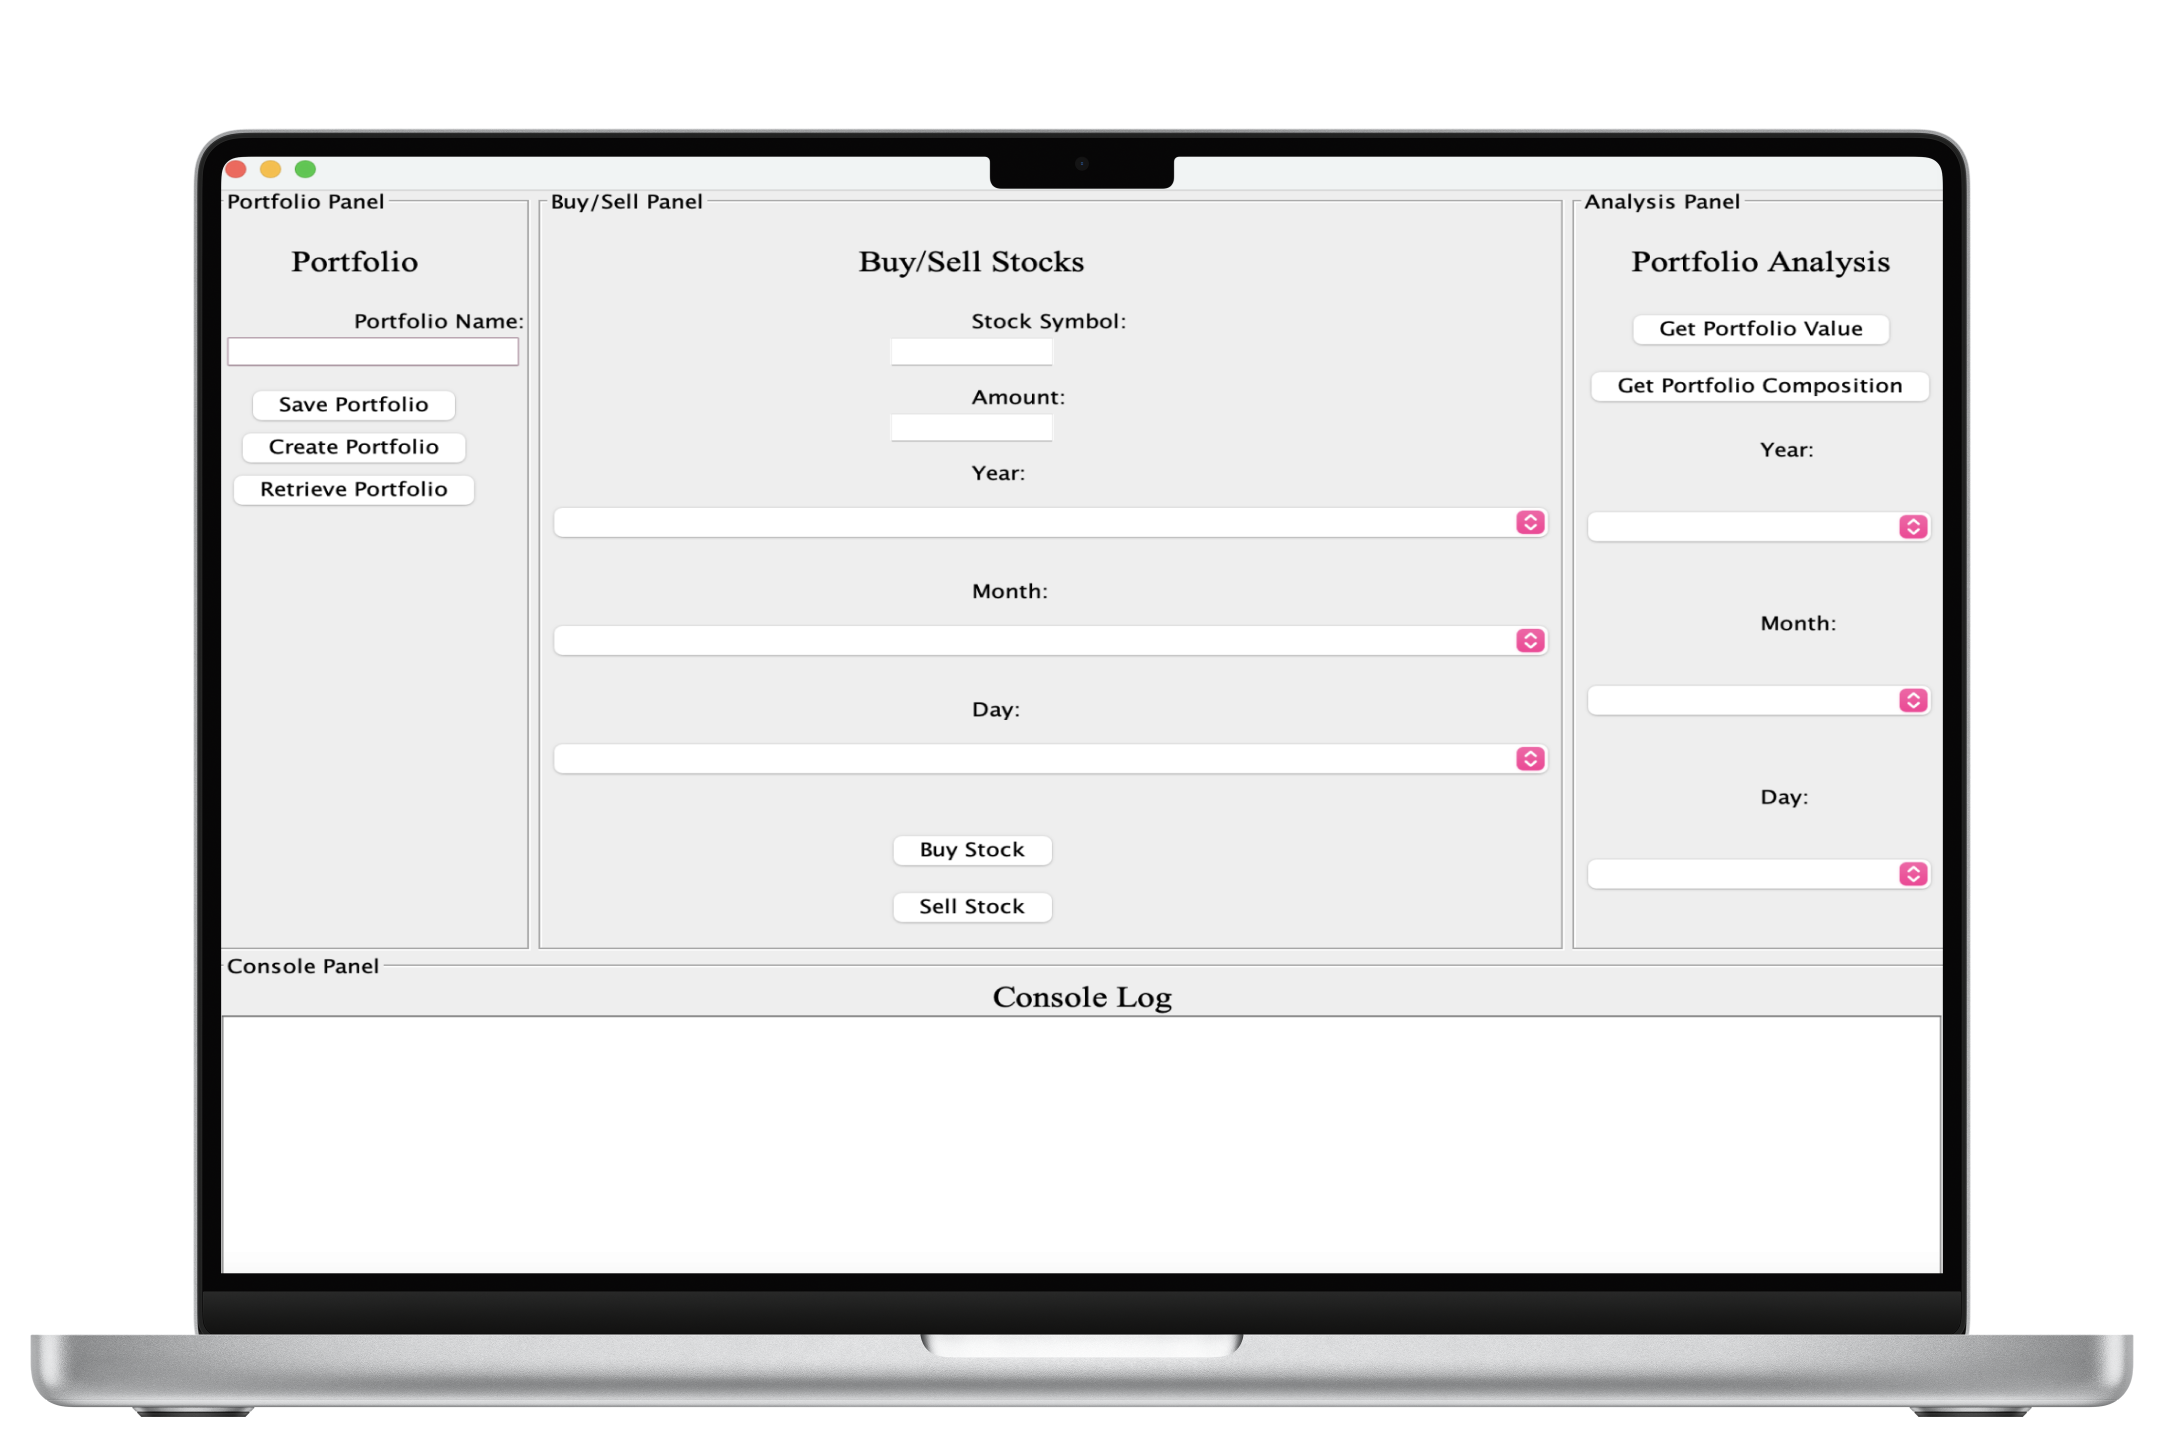 Portfolio Panel
Portfolio
Portfolio Name:
Save Portfolio
Create Portfolio
Retrieve Portfolio
Buy/Sell Panel
Buy/Sell Stocks
Stock Symbol:
Amount:
Year:
Month:
Day:
Buy Stock
Sell Stock
Analysis Panel
Portfolio Analysis
Get Portfolio Value
Get Portfolio Composition
Year:
Month:
Day:
Console Panel
Console Log